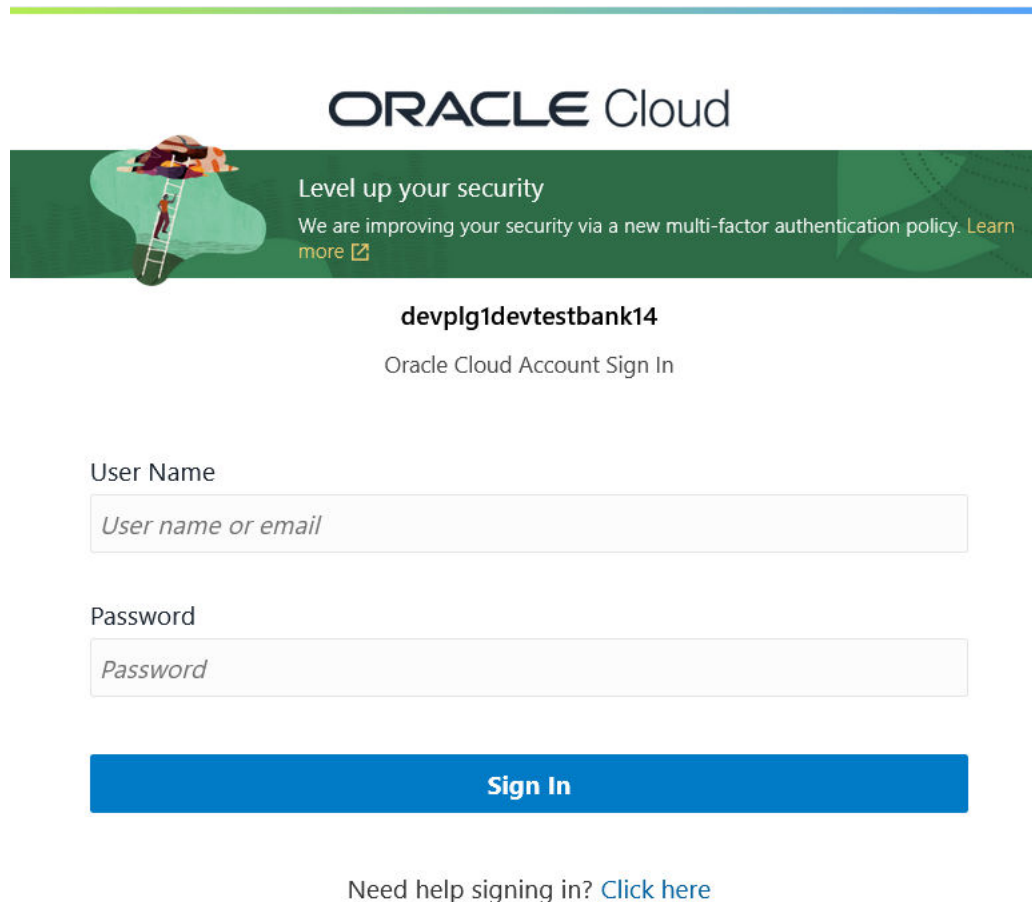 ORACLE Cloud
Level up your security
We are improving your security via a new multi-factor authentication policy. Learn
more
devplg1devtestbank14
Oracle Cloud Account Sign In
User Name
User name or email
Password
Password
Sign In
Need help signing in? Click here